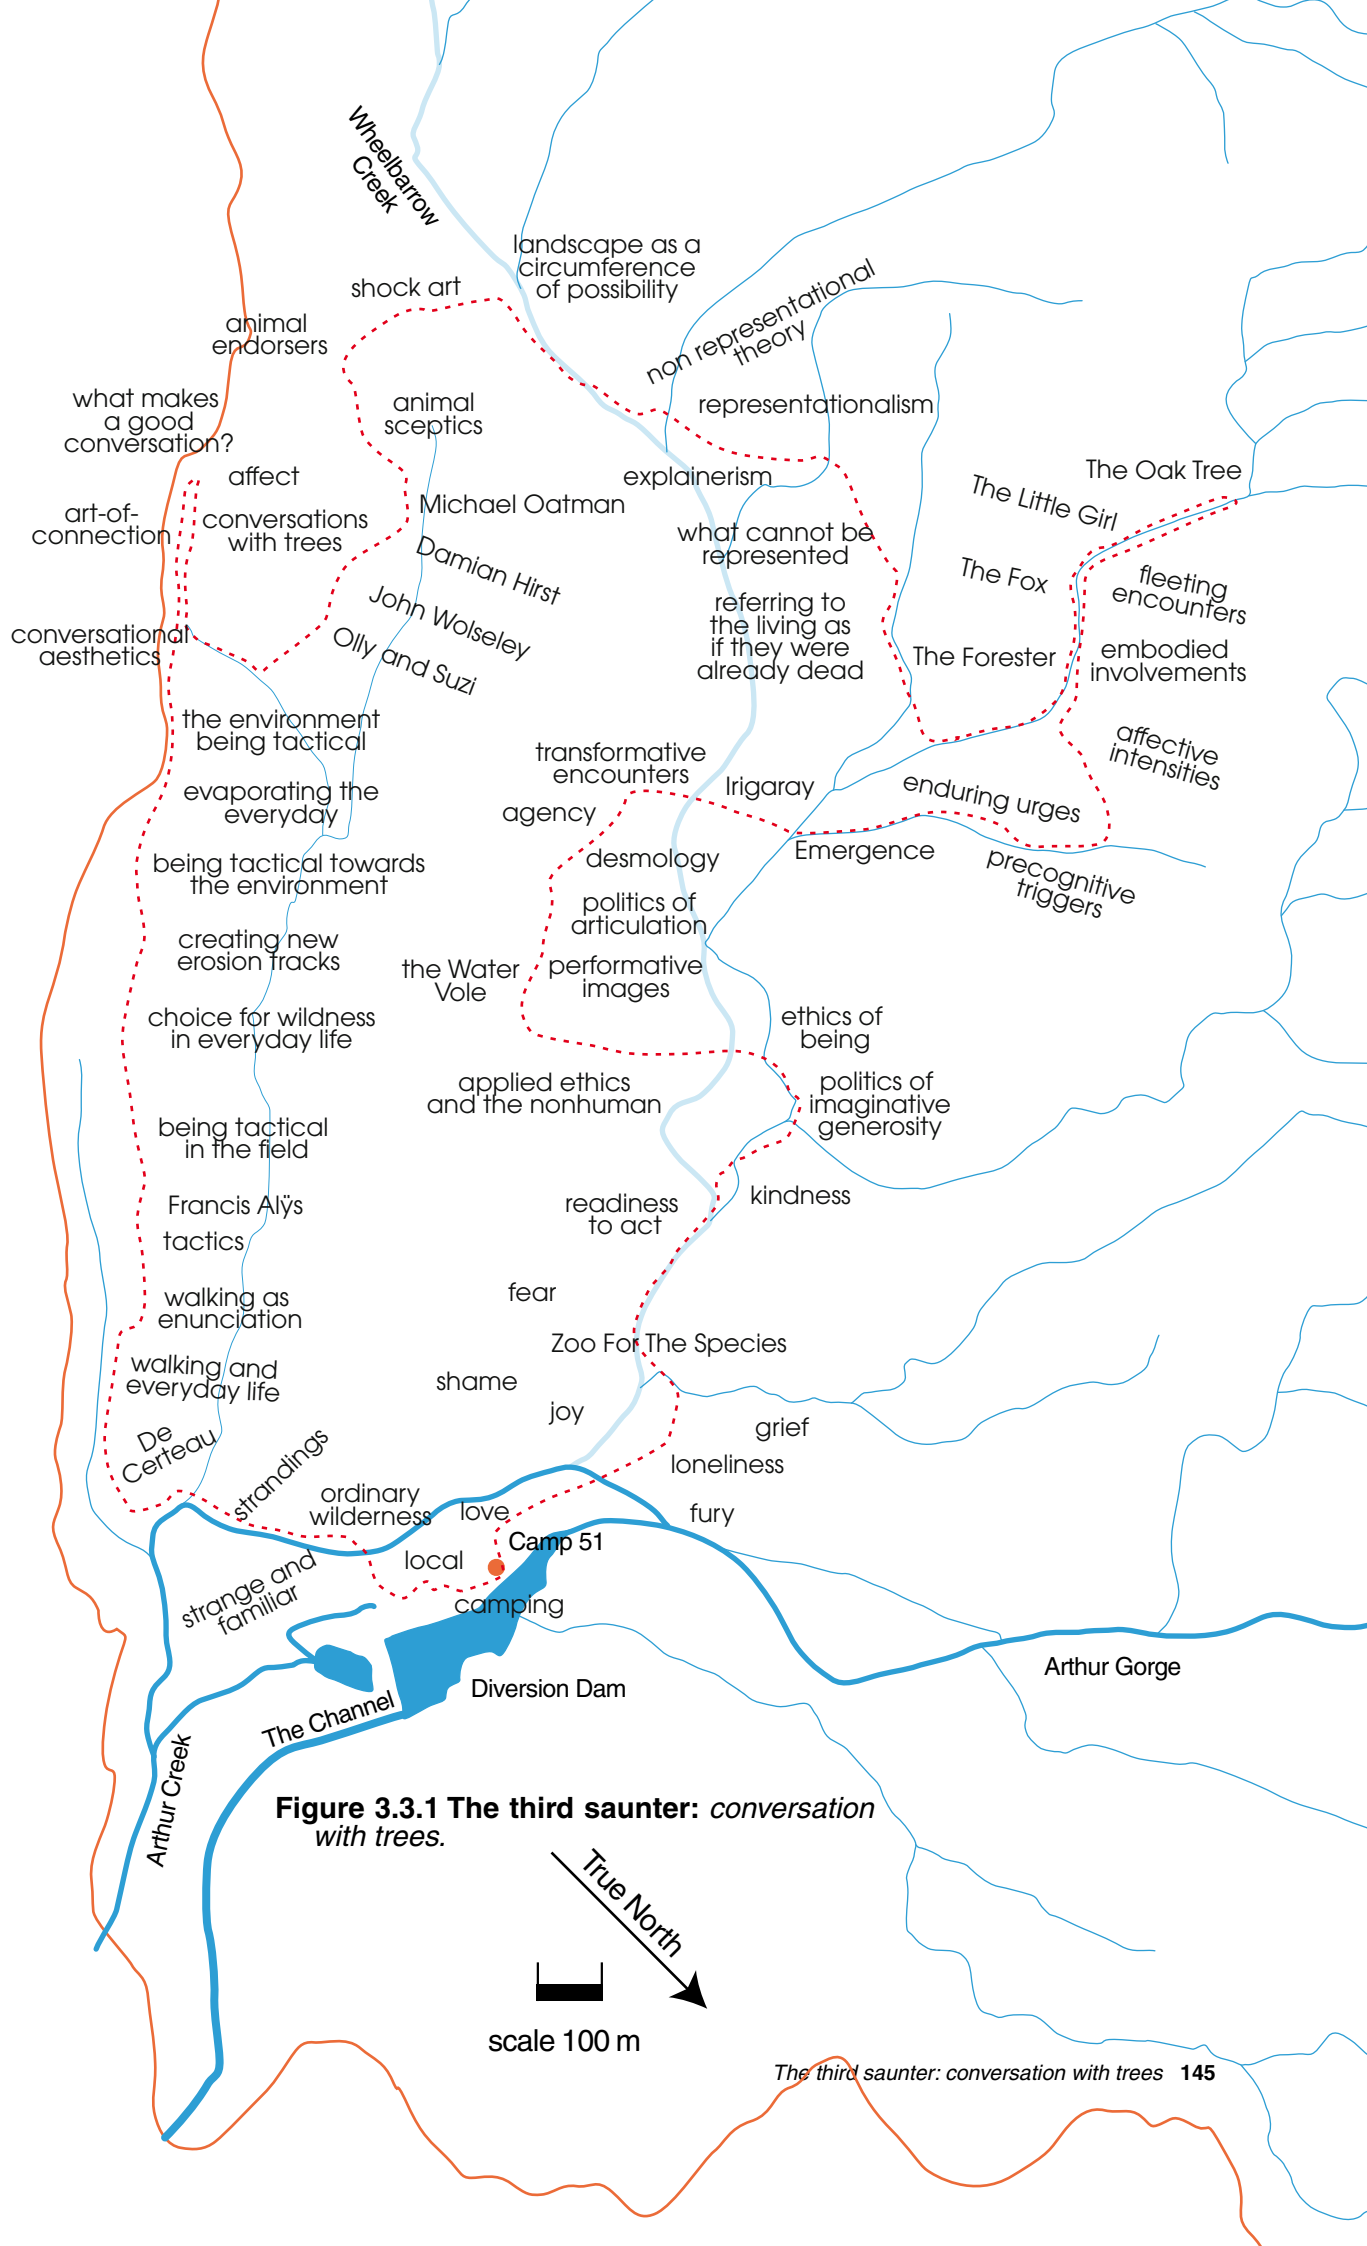 Wheelbarrow
Creek
landscape as a
circumference
of possibility
shock art
non representational
theory
animal
endorsers
what makes
a good
conversation?
animal
sceptics
representationalism
affect
explainerism
The Oak Tree
The Little Girl
art-of-
connection
conversations
with trees
Michael Oatman
what cannot be
represented
Damian Hirst
The Fox
fleeting
encounters
John Wolseley
referring to
the living as
if they were
already dead
conversational
aesthetics
Olly and Suzi
The Forester
embodied
involvements
the environment
being tactical
transformative
encounters
Irigaray
affective
intensities
evaporating the
everyday
agency
enduring urges
being tactical towards
the environment
desmology
Emergence
precognitive
triggers
politics of
articulation
creating new
erosion tracks
the Water
Vole
performative
images
choice for wildness
in everyday life
ethics of
being
applied ethics
and the nonhuman
politics of
imaginative
generosity
being tactical
in the field
Francis Alÿs
readiness
to act
kindness
tactics
walking as
enunciation
fear
Zoo For The Species
walking and
everyday life
shame
joy
grief
De
Certeau
strandings
loneliness
ordinary
wilderness
love
fury
Camp 51
local
strange and
familiar
camping
Arthur Gorge
Diversion Dam
The Channel
Arthur Creek
Figure 3.3.1 The third saunter: conversation
with trees.
True North
scale 100 m
The third saunter: conversation with trees 145